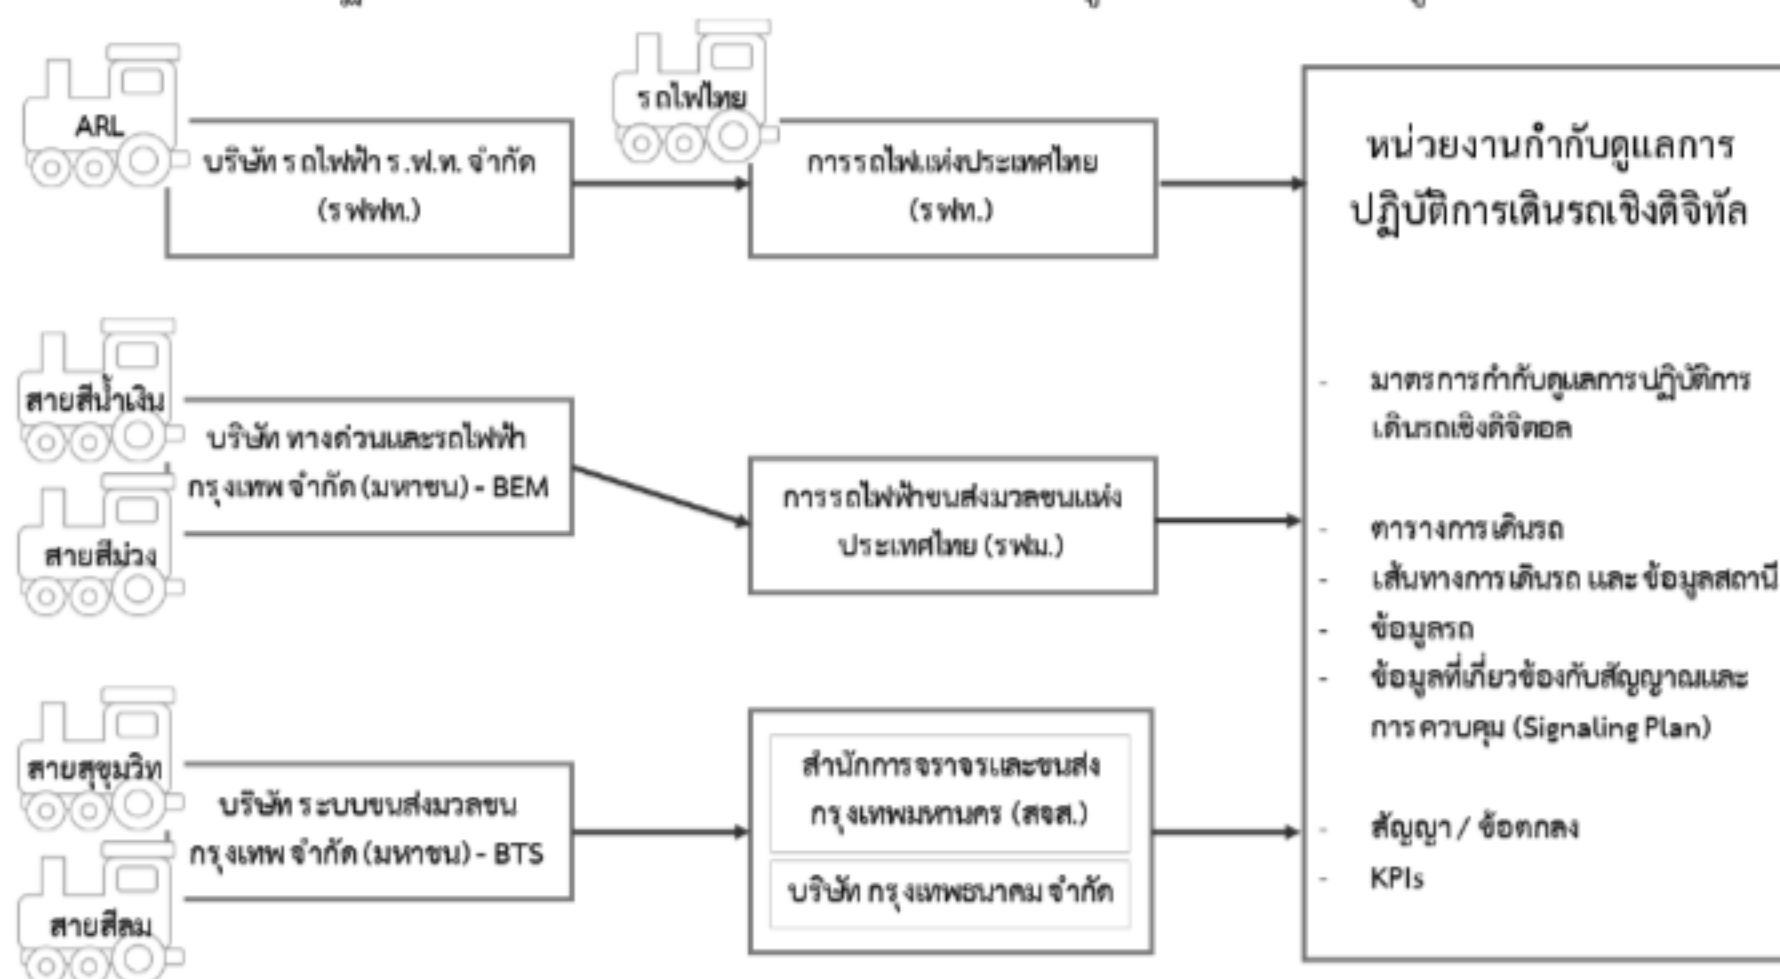 ARL
บริษัท รถไฟฟ้า ร.ฟ.ท. จำกัด
(รฟฟท.)
รถไฟไทย
การรถไฟแห่งประเทศไทย
(รฟท.)
สายสีน้ำเงิน
สายสีม่วง
บริษัท ทางด่วนและรถไฟฟ้า
กรุงเทพ จำกัด (มหาชน) - BEM
การรถไฟฟ้าขนส่งมวลชนแห่ง
ประเทศไทย (รฟม.)
สายสุขุมวิท
สายสีลม
บริษัท ระบบขนส่งมวลชน
กรุงเทพ จำกัด (มหาชน) - BTS
สำนักการจราจรและขนส่ง
กรุงเทพมหานคร (สจส.)
บริษัท กรุงเทพธนาคม จำกัด
หน่วยงานกำกับดูแลการ
ปฏิบัติการเดินรถเชิงดิจิทัล
- มาตรการกำกับดูแลการปฏิบัติการ
เดินรถเชิงดิจิตอล
- ตารางการเดินรถ
- เส้นทางการเดินรถ และ ข้อมูลสถานี
- ข้อมูลรถ
- ข้อมูลที่เกี่ยวข้องกับสัญญาณและ
การควบคุม (Signaling Plan)
- สัญญา / ข้อตกลง
- KPIs